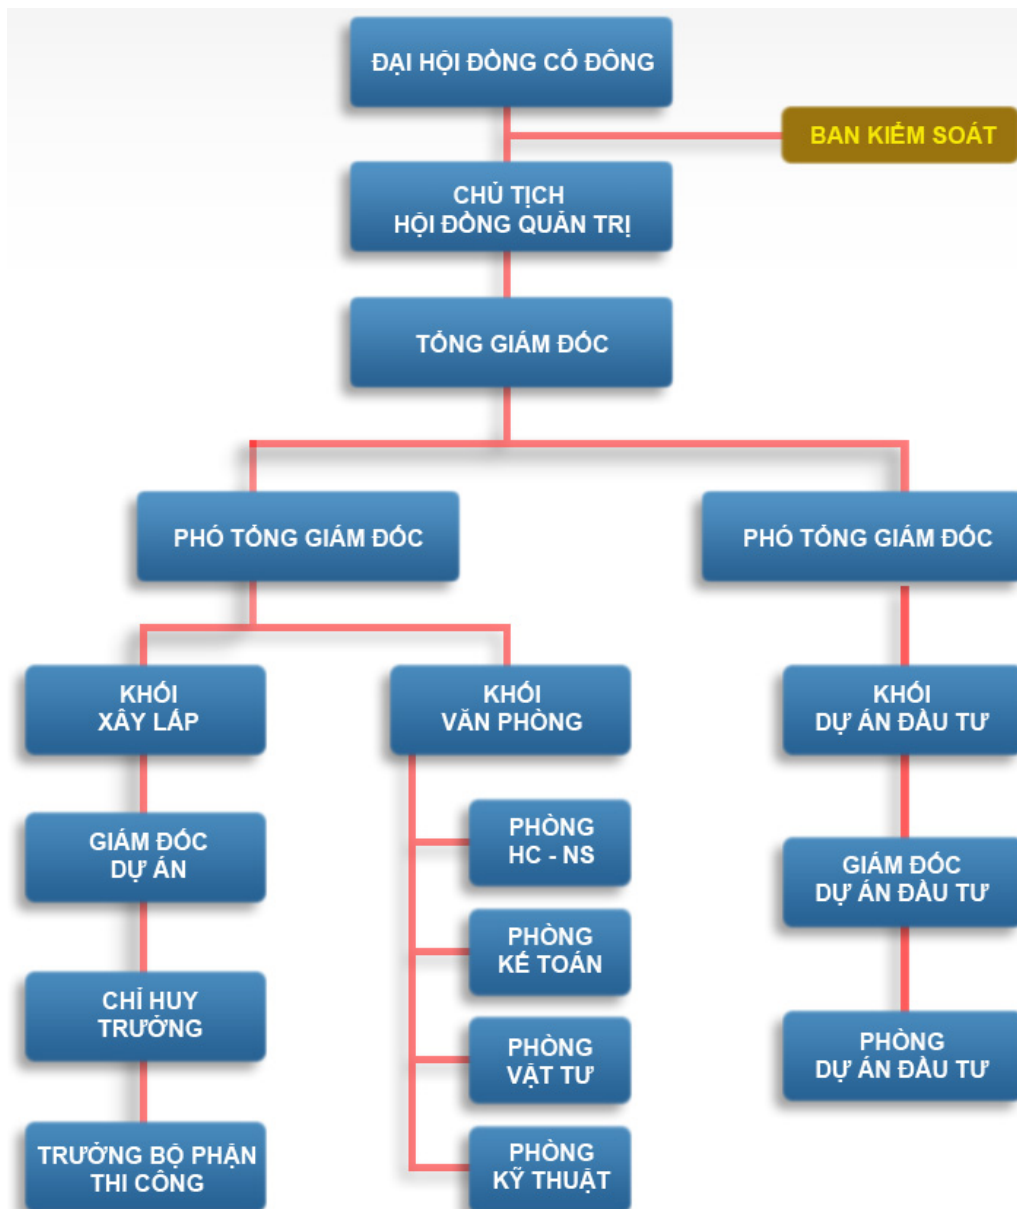 ĐẠI HỘI ĐỒNG CỔ ĐÔNG
BAN KIỂM SOÁT
CHỦ TỊCH
HỘI ĐỒNG QUẢN TRỊ
TỔNG GIÁM ĐỐC
PHÓ TỔNG GIÁM ĐỐC
PHÓ TỔNG GIÁM ĐỐC
KHỐI
XÂY LẮP
KHỐI
VĂN PHÒNG
KHỐI
DỰ ÁN ĐẦU TƯ
GIÁM ĐỐC
DỰ ÁN
CHỈ HUY
TRƯỞNG
TRƯỞNG BỘ PHẬN
THI CÔNG
PHÒNG
HC - NS
PHÒNG
KẾ TOÁN
PHÒNG
VẬT TƯ
PHÒNG
KỸ THUẬT
GIÁM ĐỐC
DỰ ÁN ĐẦU TƯ
PHÒNG
DỰ ÁN ĐẦU TƯ